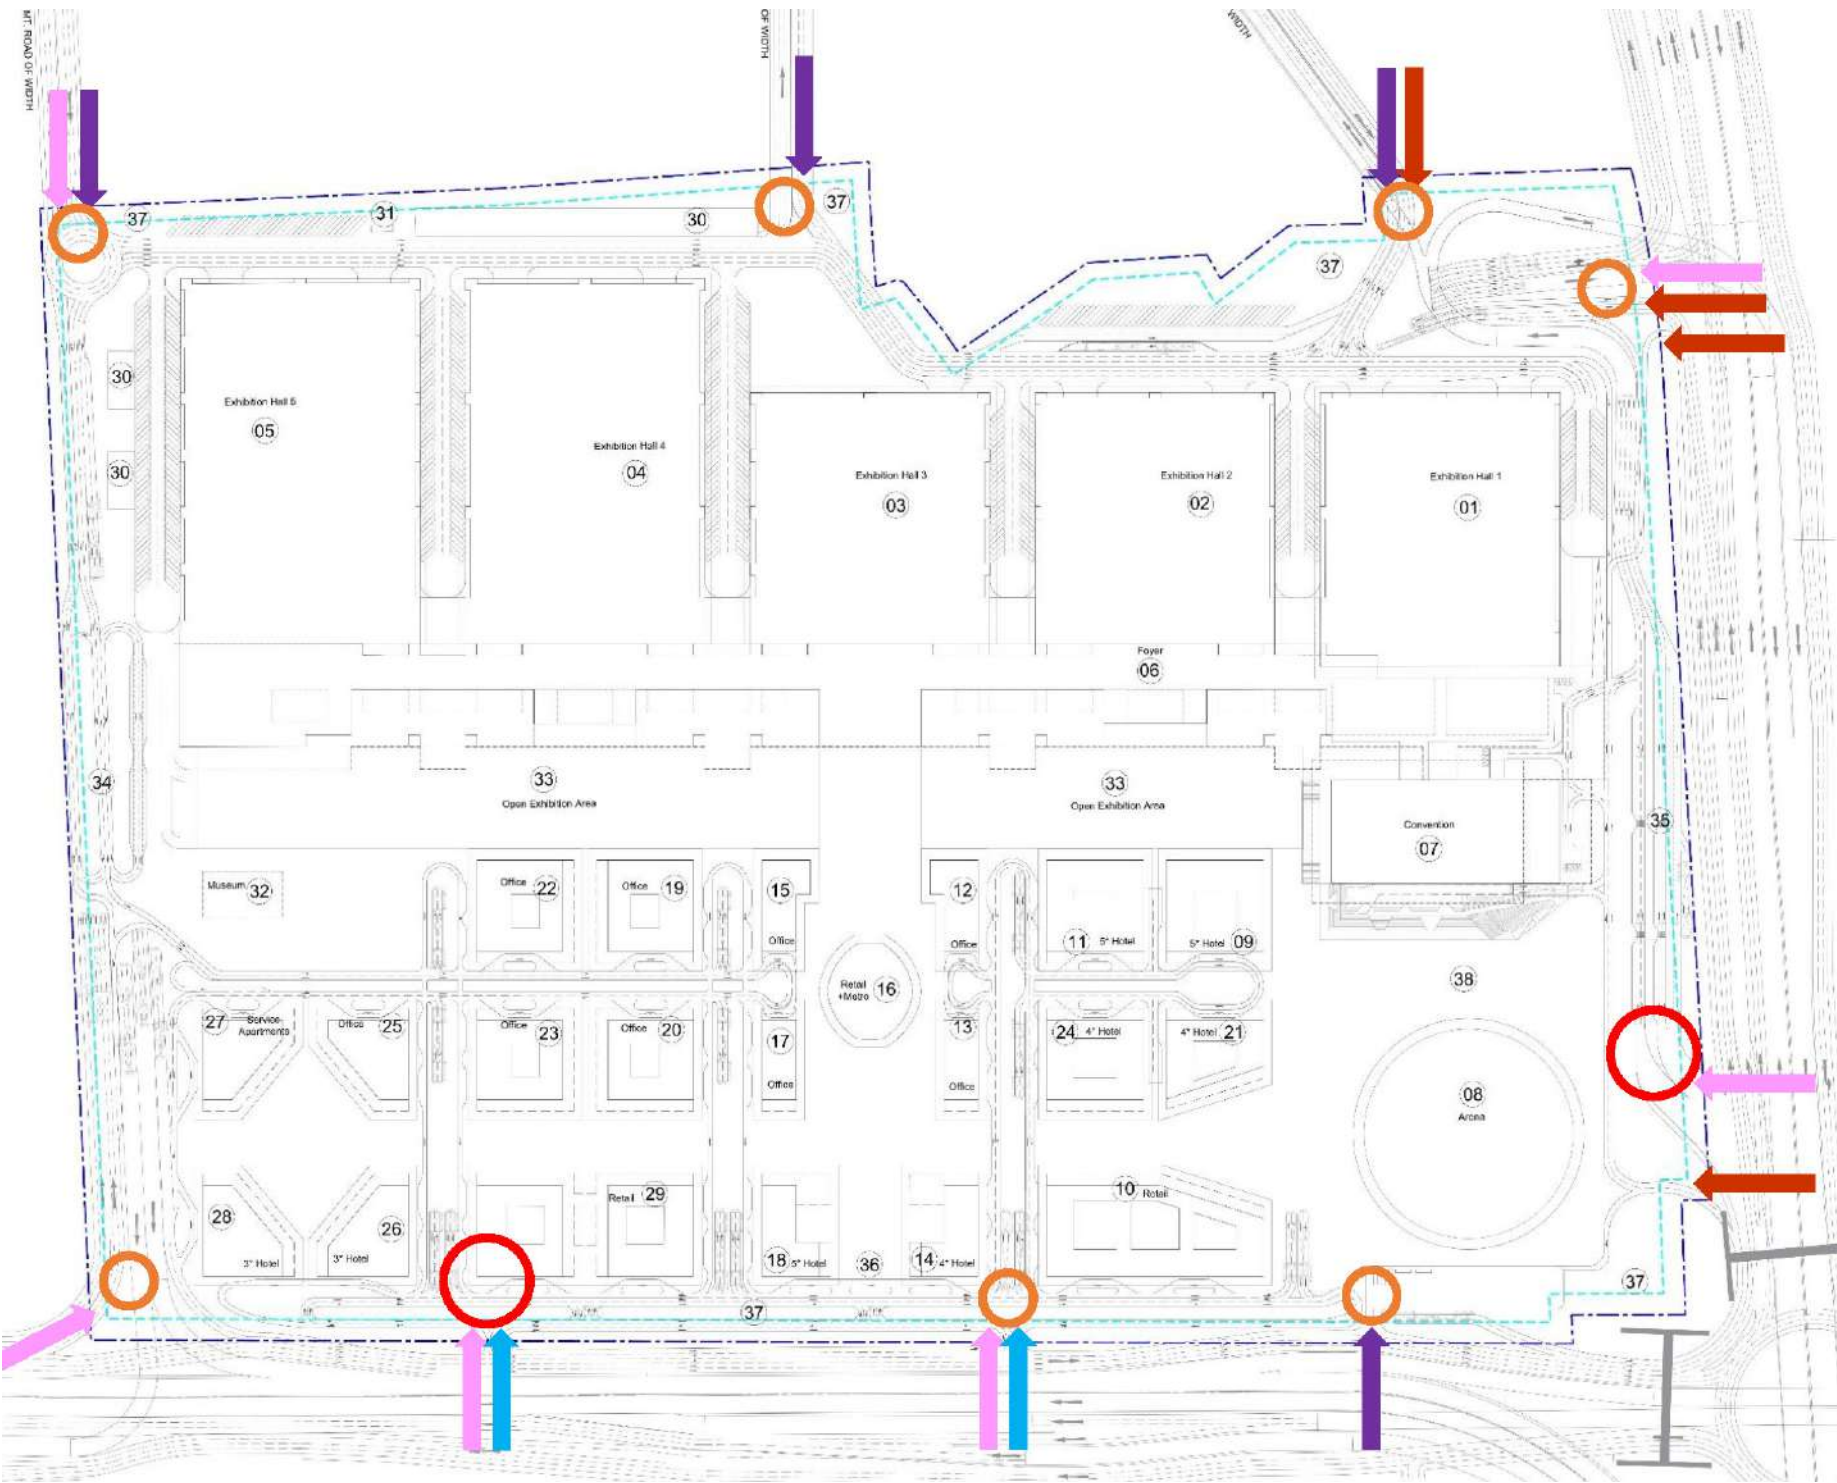 MT. ROAD OF WIDTH
OF WIDTH
WIDTH
37
31
30
37
37
30
30
Exhibition Hall 5
05
Exhibition Hall 4
04
Exhibition Hall 3
03
Exhibition Hall 2
02
Exhibition Hall 1
01
Foyer
06
34
33
Open Exhibition Area
33
Open Exhibition Area
35
Convention
07
Museum 32
Office 22
Office 19
15
Office
12
Office
11 5* Hotel
5* Hotel 09
Retail
+Metro 16
38
27 Service
Apartments
Office 25
Office 23
Office 20
17
Office
13
Office
24 4* Hotel
4* Hotel 21
08
Arena
28
3* Hotel
26
3* Hotel
Retail 29
18 5* Hotel
36
14 4* Hotel
10 Retail
37
37